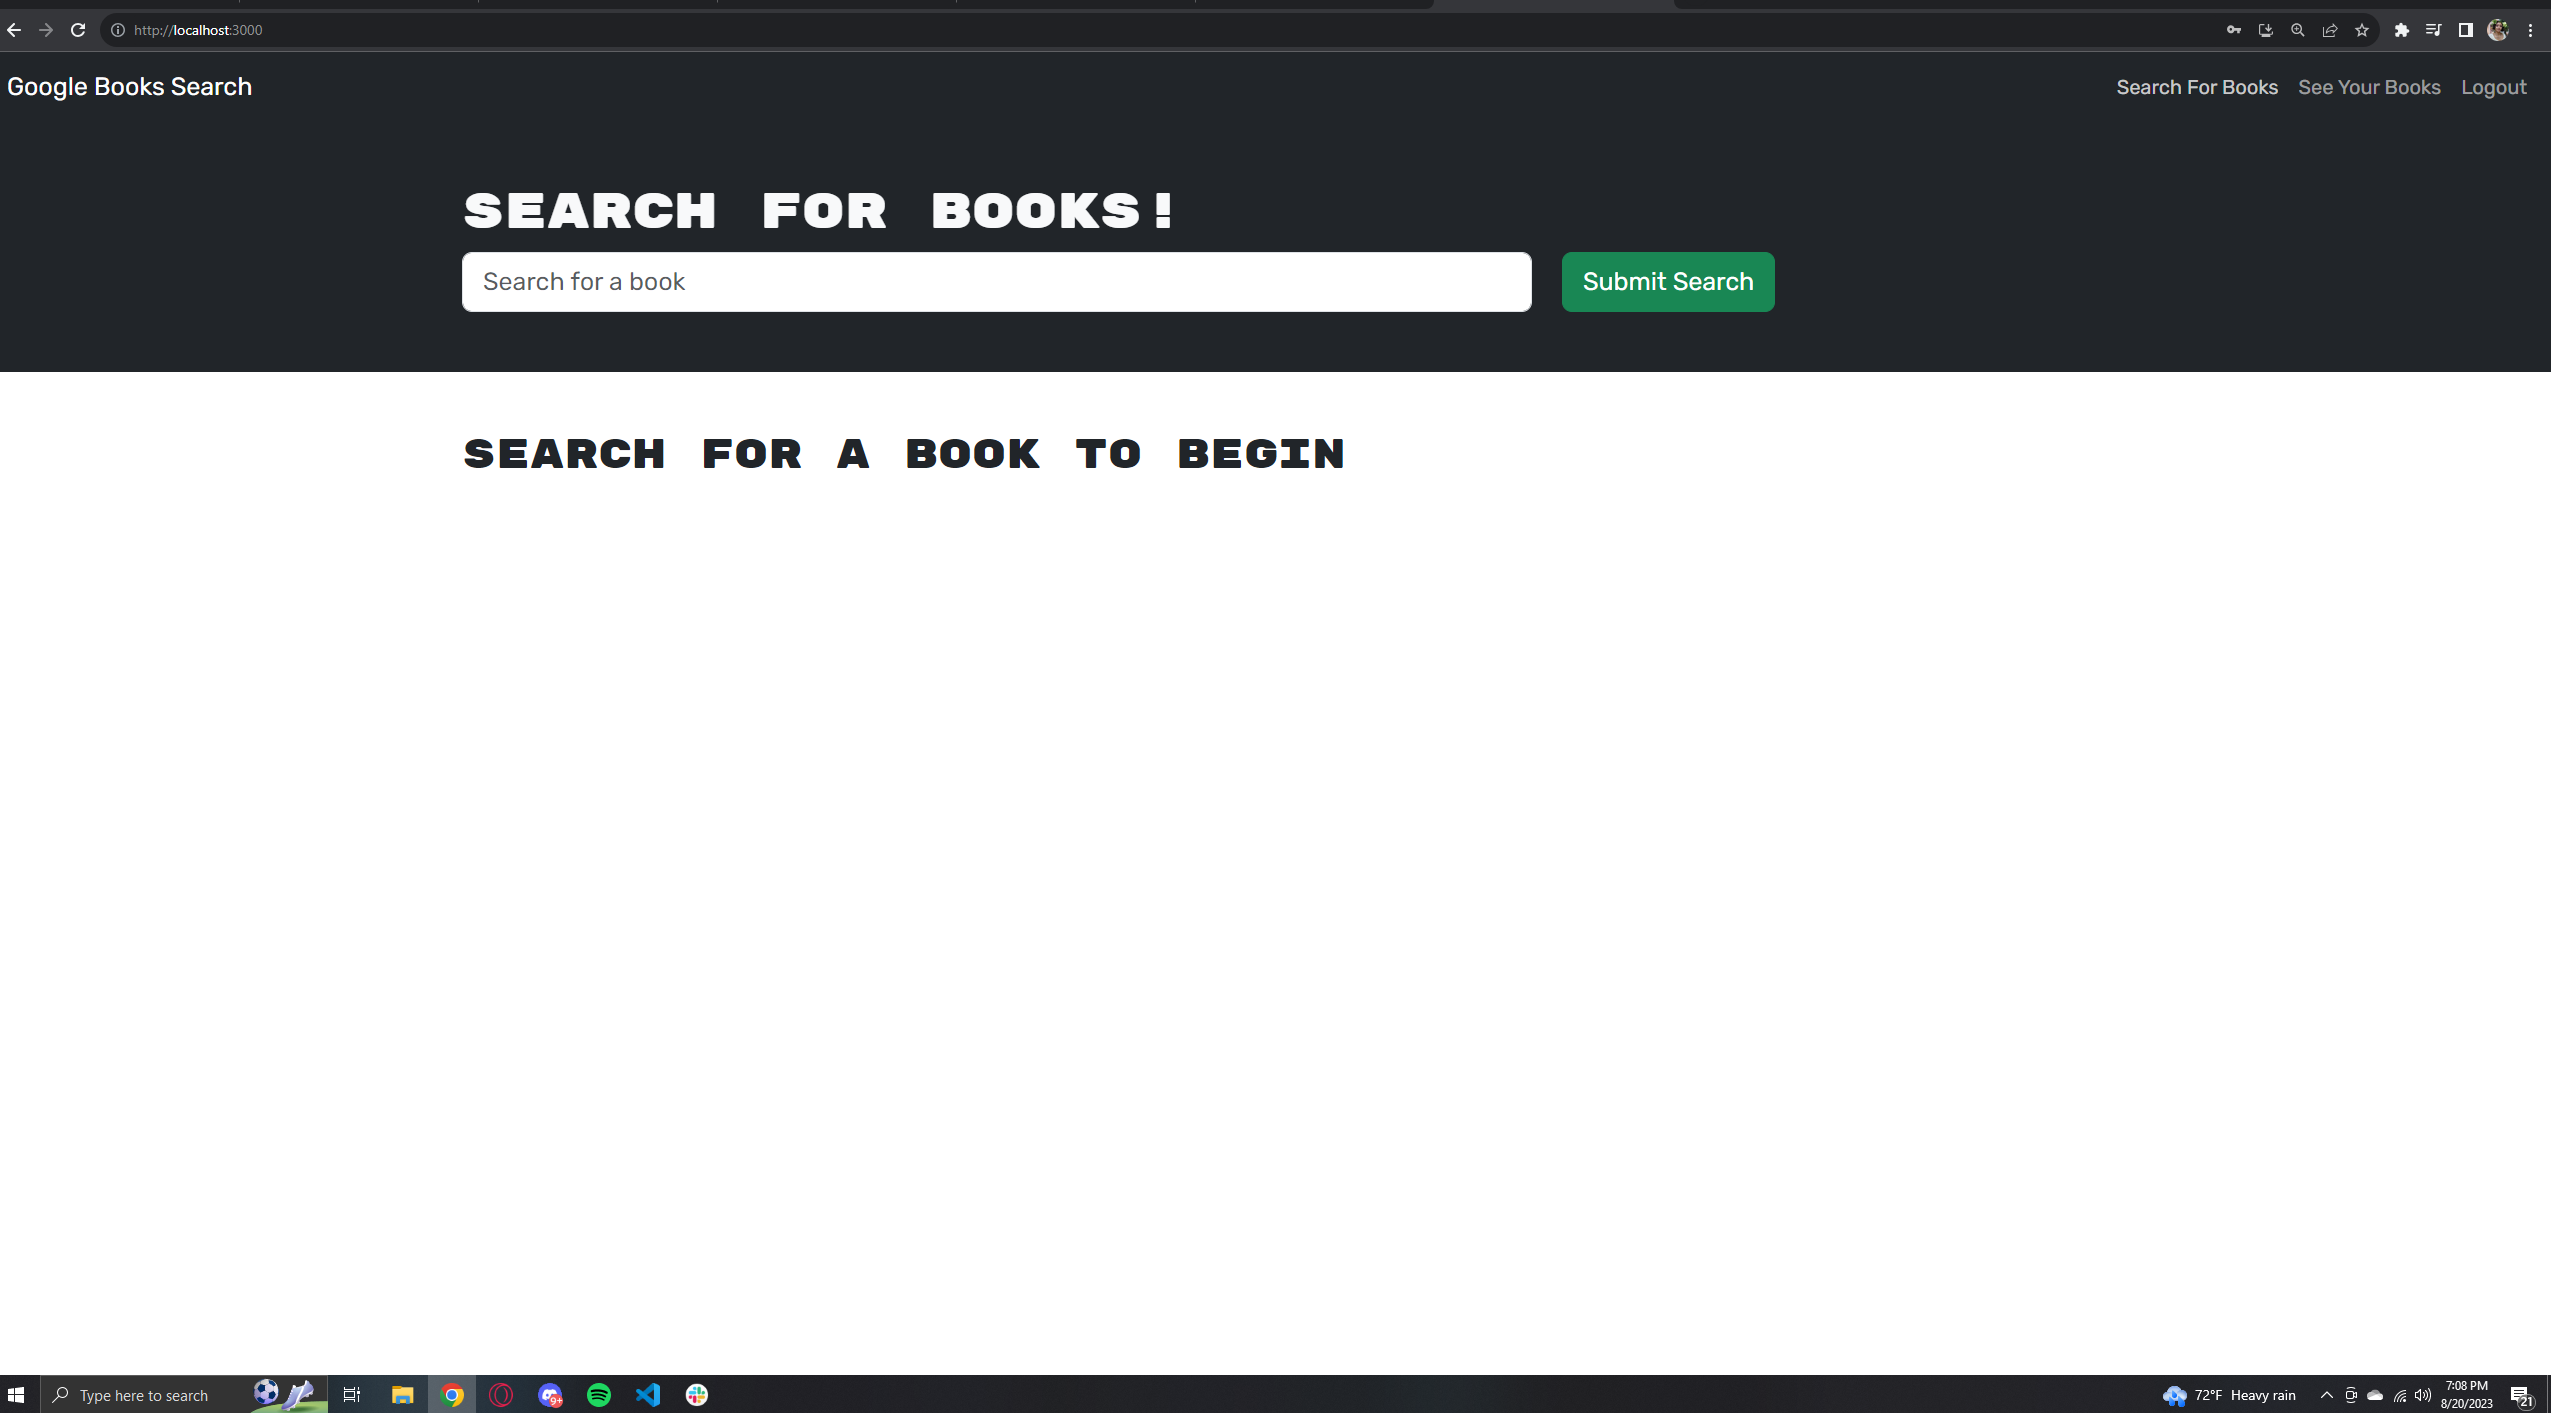 http://localhost:3000
Google Books Search
Search For Books
See Your Books
Logout
SEARCH FOR BOOKS!
Search for a book
Submit Search
SEARCH FOR A BOOK TO BEGIN
Type here to search
9+
72°F Heavy rain
7:08 PM
8/20/2023
21